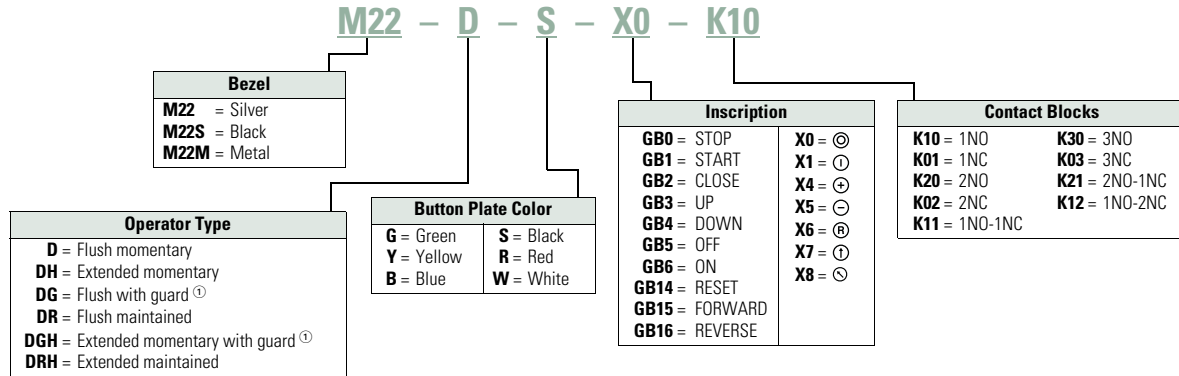 M22 – D – S – X0 – K10
Bezel
M22 = Silver
M22S = Black
M22M = Metal
Operator Type
D = Flush momentary
DH = Extended momentary
DG = Flush with guard ①
DR = Flush maintained
DGH = Extended momentary with guard ①
DRH = Extended maintained
Button Plate Color
G = Green
Y = Yellow
B = Blue
S = Black
R = Red
W = White
Inscription
GB0 = STOP
GB1 = START
GB2 = CLOSE
GB3 = UP
GB4 = DOWN
GB5 = OFF
GB6 = ON
GB14 = RESET
GB15 = FORWARD
GB16 = REVERSE
X0 = ◎
X1 = ⏼
X4 = ⊕
X5 = ⊖
X6 = Ⓡ
X7 = ↑
X8 = ↖
Contact Blocks
K10 = 1NO
K01 = 1NC
K20 = 2NO
K02 = 2NC
K11 = 1NO-1NC
K30 = 3NO
K03 = 3NC
K21 = 2NO-1NC
K12 = 1NO-2NC